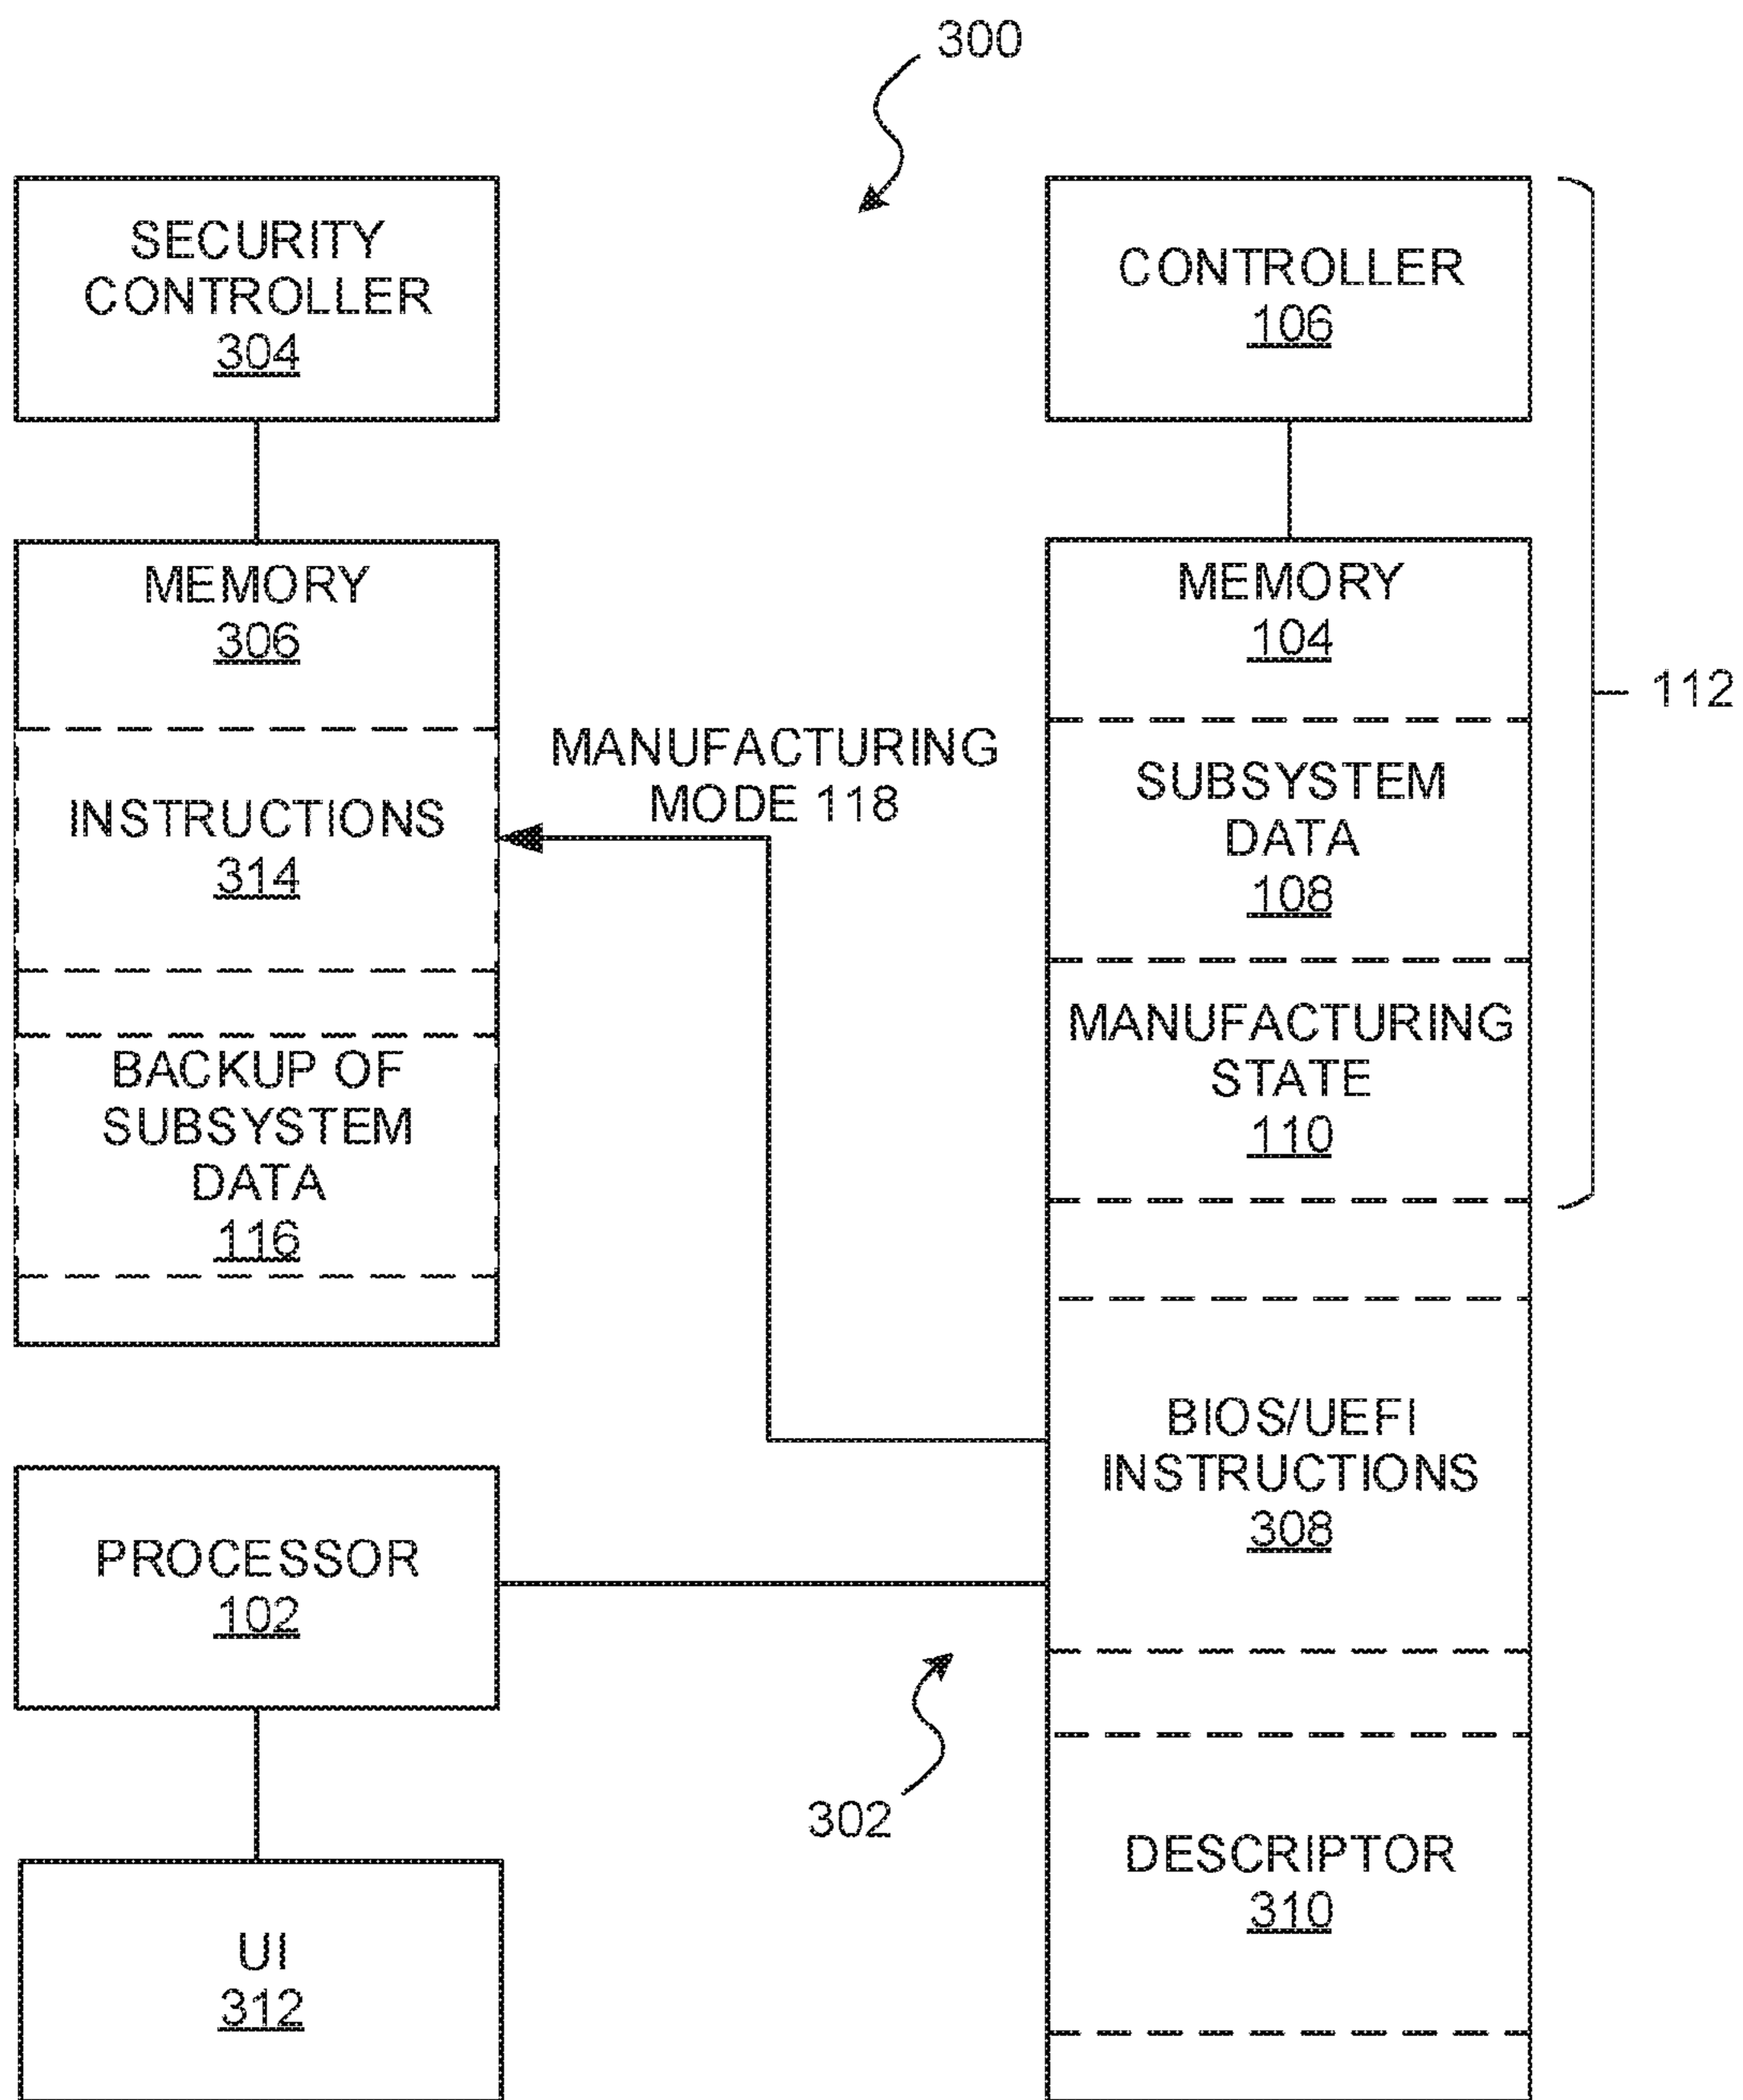 300
SECURITY
CONTROLLER
304
CONTROLLER
106
MEMORY
306
MEMORY
104
112
MANUFACTURING
MODE 118
INSTRUCTIONS
314
SUBSYSTEM
DATA
108
BACKUP OF
SUBSYSTEM
DATA
116
MANUFACTURING
STATE
110
BIOS/UEFI
INSTRUCTIONS
308
PROCESSOR
102
302
DESCRIPTOR
310
UI
312